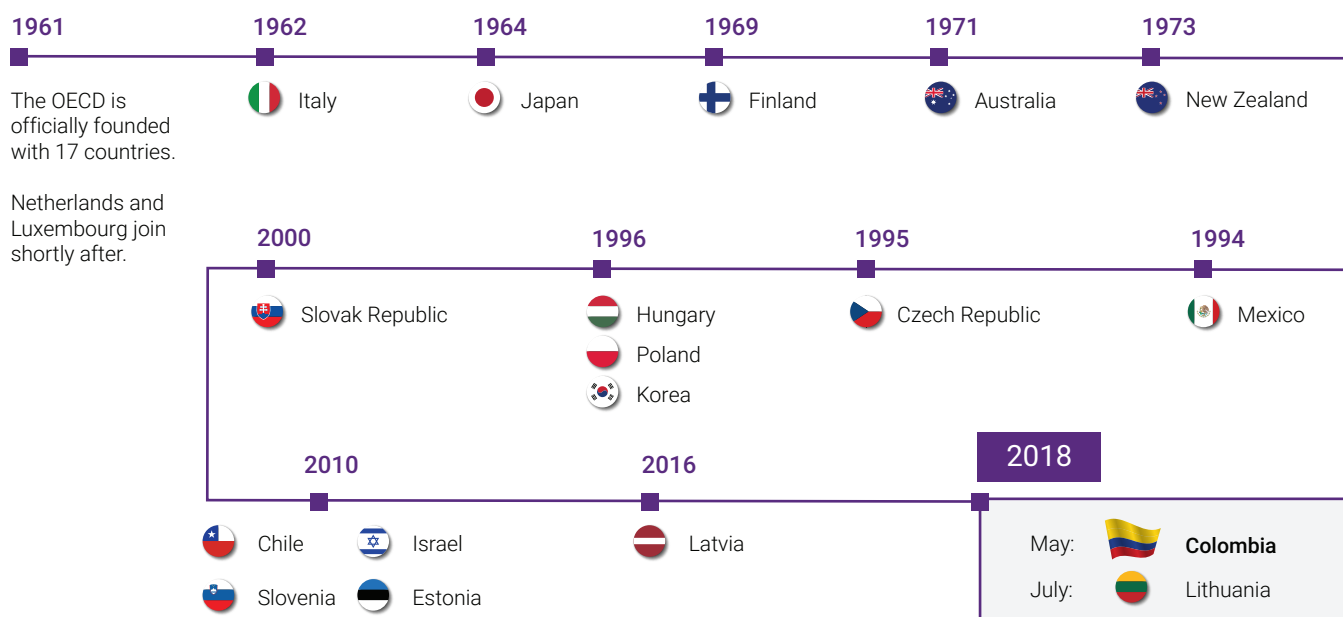 1961
1962
1964
1969
1971
1973
The OECD is
officially founded
with 17 countries.
Netherlands and
Luxembourg join
shortly after.
Italy
Japan
Finland
Australia
New Zealand
2000
1996
1995
1994
Slovak Republic
Hungary
Poland
Korea
Czech Republic
Mexico
2010
2016
2018
Chile
Israel
Slovenia
Estonia
Latvia
May: Colombia
July: Lithuania